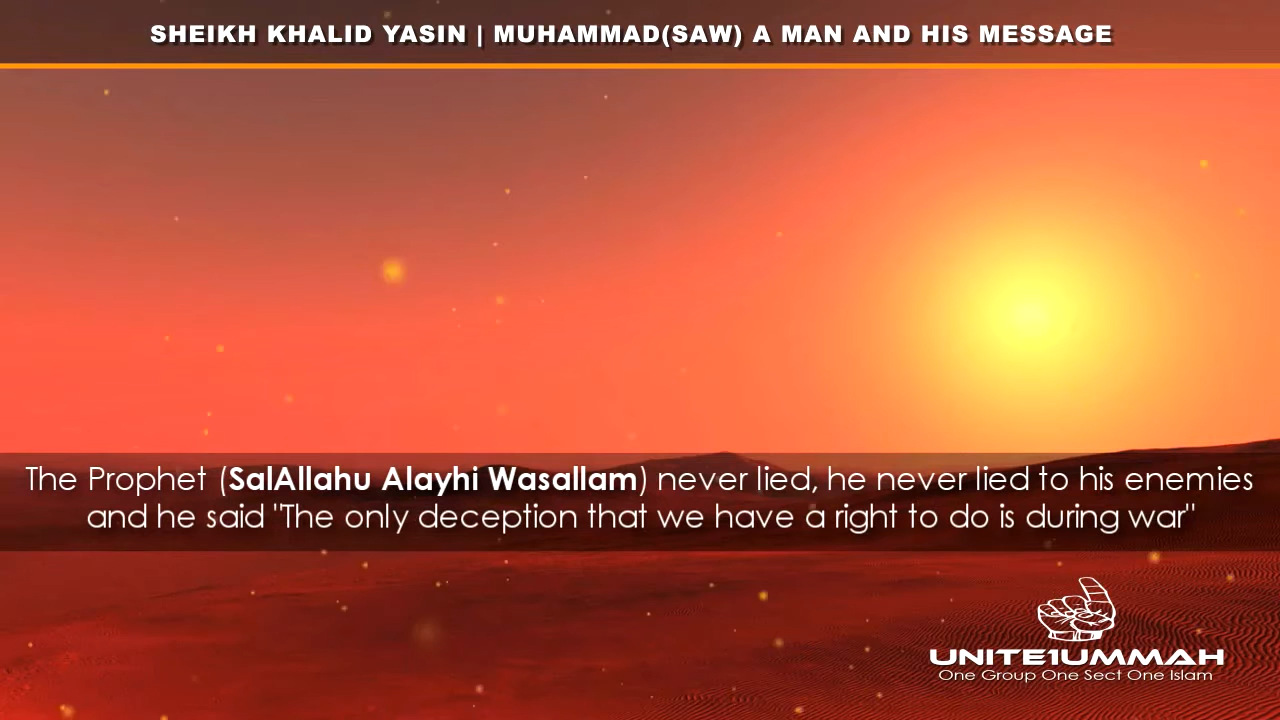 SHEIKH KHALID YASIN | MUHAMMAD(SAW) A MAN AND HIS MESSAGE
The Prophet (SalAllahu Alayhi Wasallam) never lied, he never lied to his enemies
and he said "The only deception that we have a right to do is during war"
UNITE1UMMAH
One Group One Sect One Islam